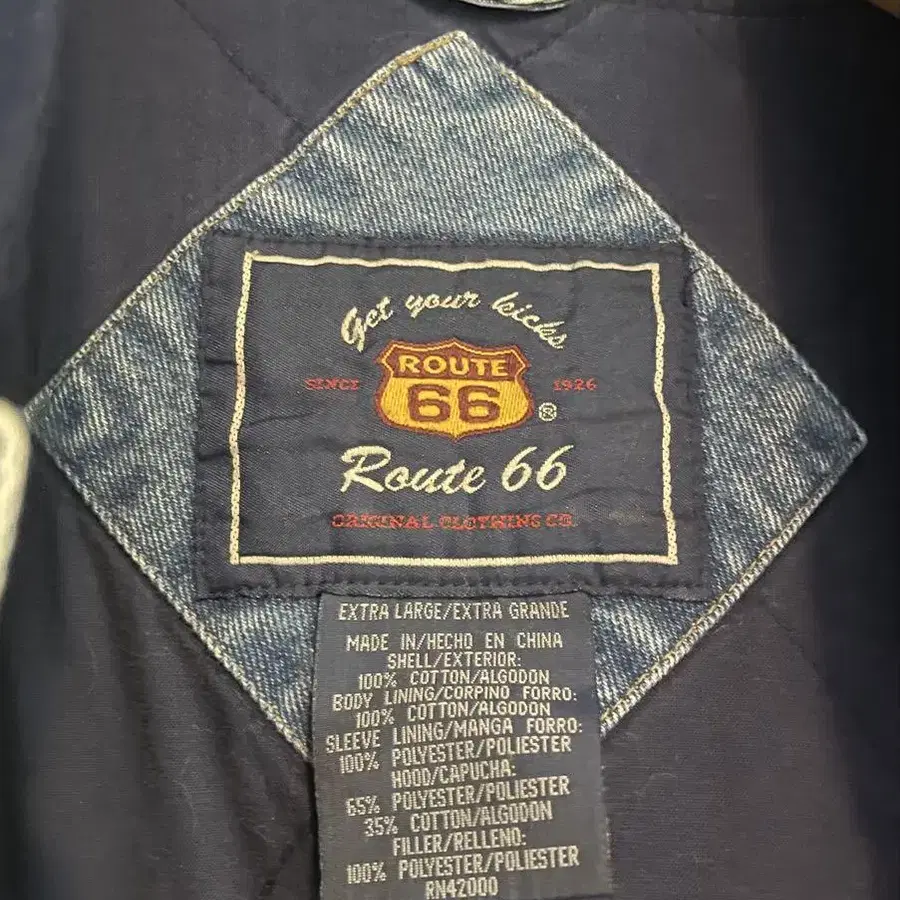 Get your kicks
SINCE
ROUTE
66
®
1926
Route 66
ORIGINAL CLOTHING CO.
EXTRA LARGE/EXTRA GRANDE
MADE IN/HECHO EN CHINA
SHELL/EXTERIOR:
100% COTTON/ALGODON
BODY LINING/CORPINO FORRO:
100% COTTON/ALGODON
SLEEVE LINING/MANGA FORRO:
100% POLYESTER/POLIESTER
HOOD/CAPUCHA:
65% POLYESTER/POLIESTER
35% COTTON/ALGODON
FILLER/RELLENO:
100% POLYESTER/POLIESTER
RN42000